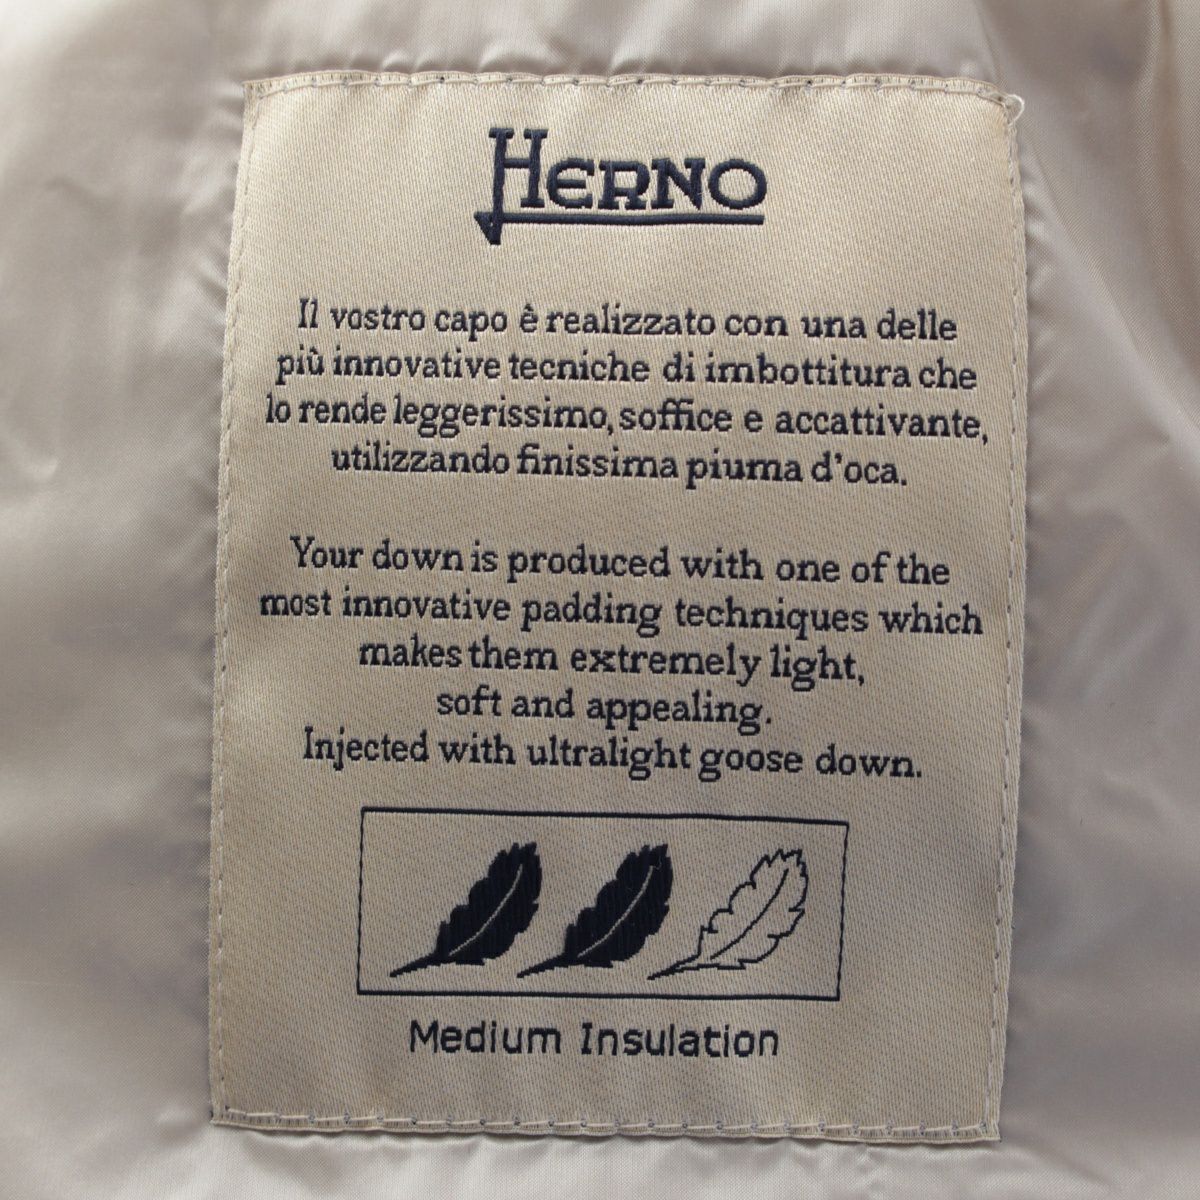 HERNO
Il vostro capo è realizzato con una delle
più innovative tecniche di imbottitura che
lo rende leggerissimo, soffice e accattivante,
utilizzando finissima piuma d'oca.
Your down is produced with one of the
most innovative padding techniques which
makes them extremely light,
soft and appealing.
Injected with ultralight goose down.
Medium Insulation